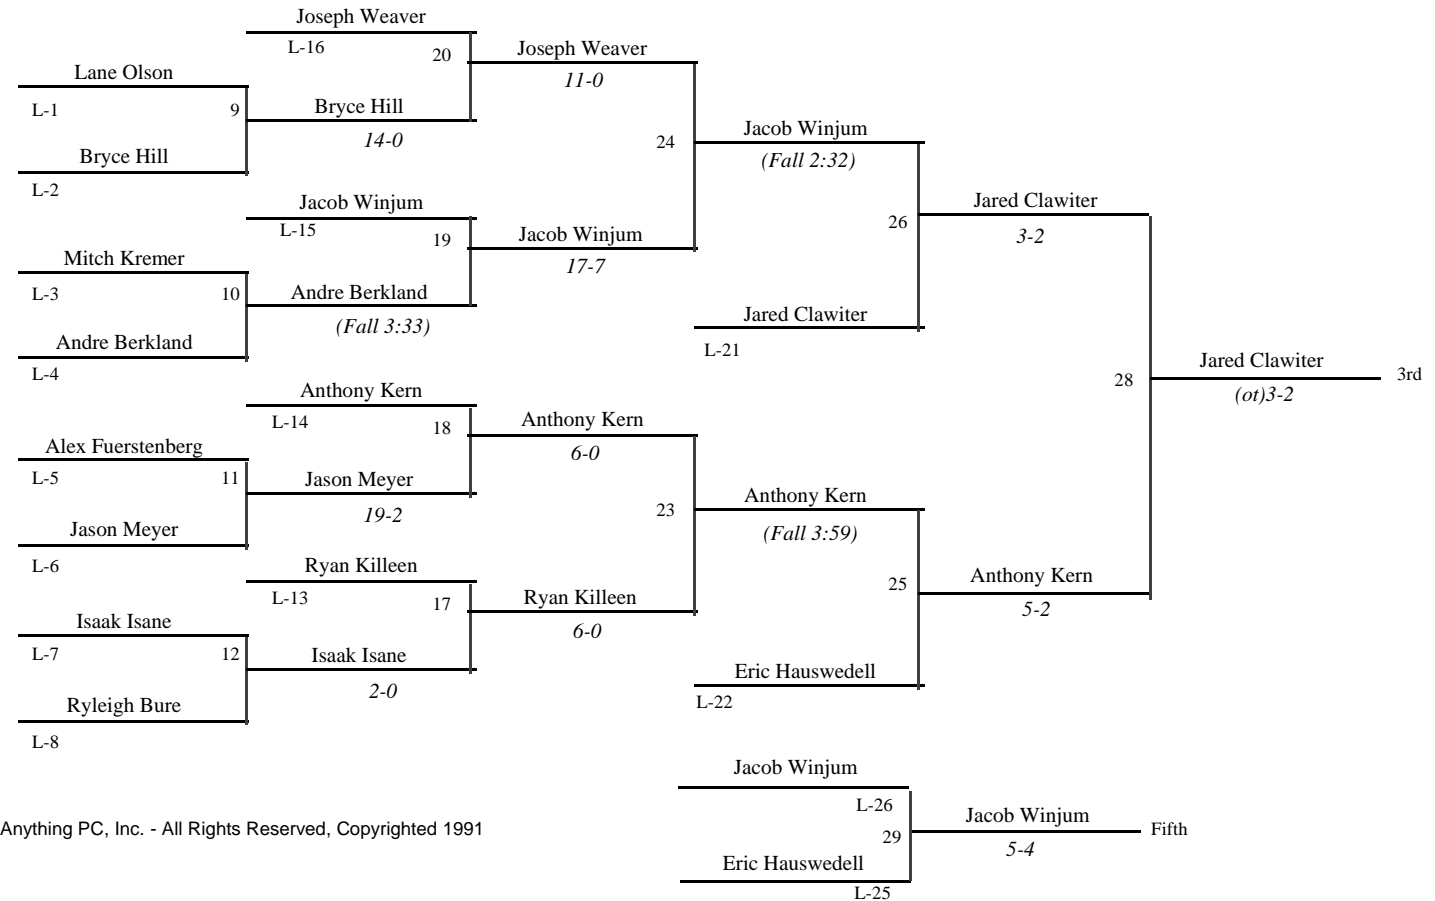 Joseph Weaver
L-16
20
Joseph Weaver
11-0
Lane Olson
L-1
9
Bryce Hill
14-0
Bryce Hill
L-2
24
Jacob Winjum
(Fall 2:32)
Jacob Winjum
L-15
19
Jacob Winjum
17-7
Mitch Kremer
L-3
10
Andre Berkland
(Fall 3:33)
Andre Berkland
L-4
26
Jared Clawiter
3-2
Jared Clawiter
L-21
28
Jared Clawiter
(ot)3-2
3rd
Anthony Kern
L-14
18
Anthony Kern
6-0
Alex Fuerstenberg
L-5
11
Jason Meyer
19-2
Jason Meyer
L-6
23
Anthony Kern
(Fall 3:59)
Ryan Killeen
L-13
17
Ryan Killeen
6-0
Isaak Isane
L-7
12
Isaak Isane
2-0
Ryleigh Bure
L-8
25
Anthony Kern
5-2
Eric Hauswedell
L-22
Jacob Winjum
L-26
29
Jacob Winjum
5-4
Fifth
Eric Hauswedell
L-25
Anything PC, Inc. - All Rights Reserved, Copyrighted 1991